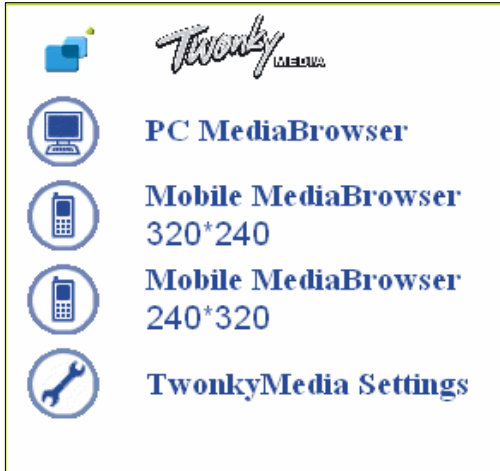 Twonky MEDIA
PC MediaBrowser
Mobile MediaBrowser
320*240
Mobile MediaBrowser
240*320
TwonkyMedia Settings